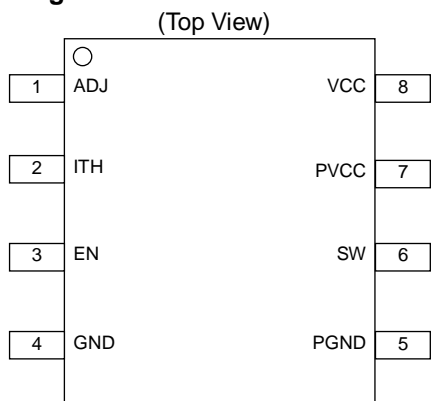 (Top View)
1 ADJ VCC 8
2 ITH PVCC 7
3 EN SW 6
4 GND PGND 5